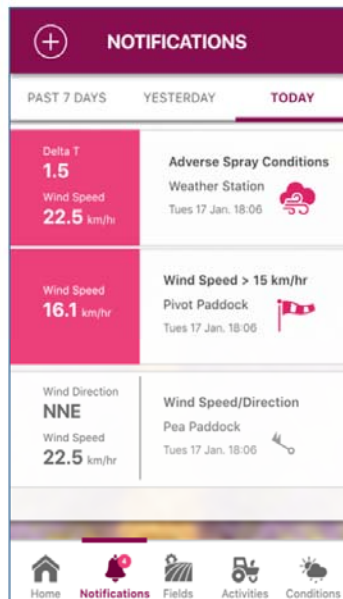 NOTIFICATIONS
PAST 7 DAYS YESTERDAY TODAY
Delta T
1.5
Wind Speed
22.5 km/hr
Adverse Spray Conditions
Weather Station
Tues 17 Jan. 18:06
Wind Speed
16.1 km/hr
Wind Speed > 15 km/hr
Pivot Paddock
Tues 17 Jan. 18:06
Wind Direction
NNE
Wind Speed
22.5 km/hr
Wind Speed/Direction
Pea Paddock
Tues 17 Jan. 18:06
4
Home Notifications Fields Activities Conditions